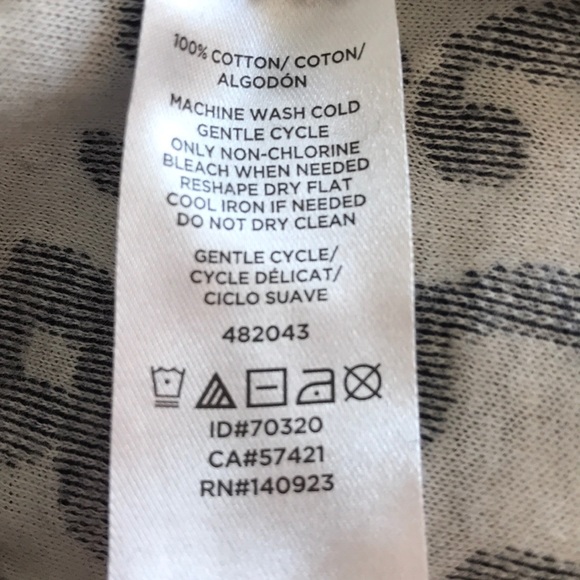 100% COTTON/ COTON/
ALGODÓN
MACHINE WASH COLD
GENTLE CYCLE
ONLY NON-CHLORINE
BLEACH WHEN NEEDED
RESHAPE DRY FLAT
COOL IRON IF NEEDED
DO NOT DRY CLEAN
GENTLE CYCLE/
CYCLE DÉLICAT/
CICLO SUAVE
482043
ID#70320
CA#57421
RN#140923